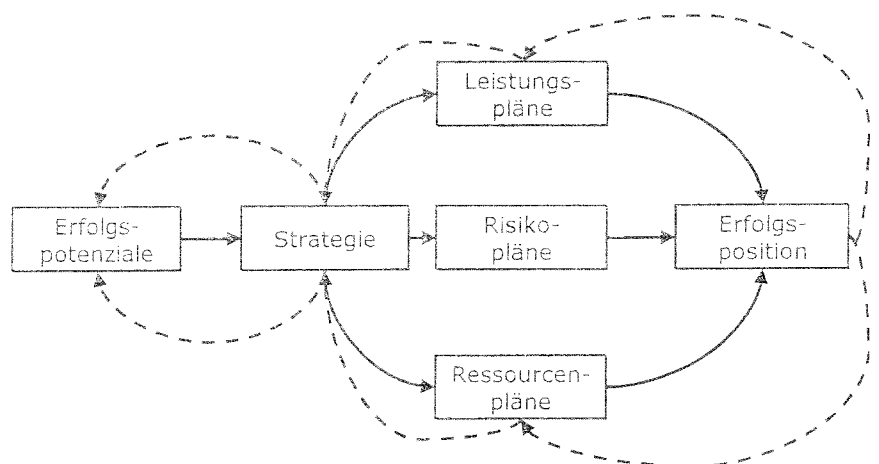 Leistungs-
pläne
Erfolgs-
potenziale
Strategie
Risiko-
pläne
Erfolgs-
position
Ressourcen-
pläne